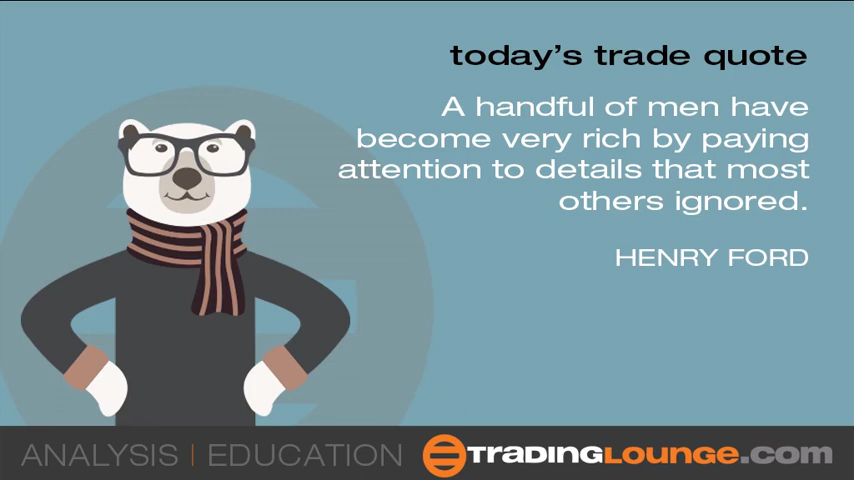 today's trade quote
A handful of men have
become very rich by paying
attention to details that most
others ignored.
HENRY FORD
ANALYSIS | EDUCATION
TRADINGLOUNGE.com